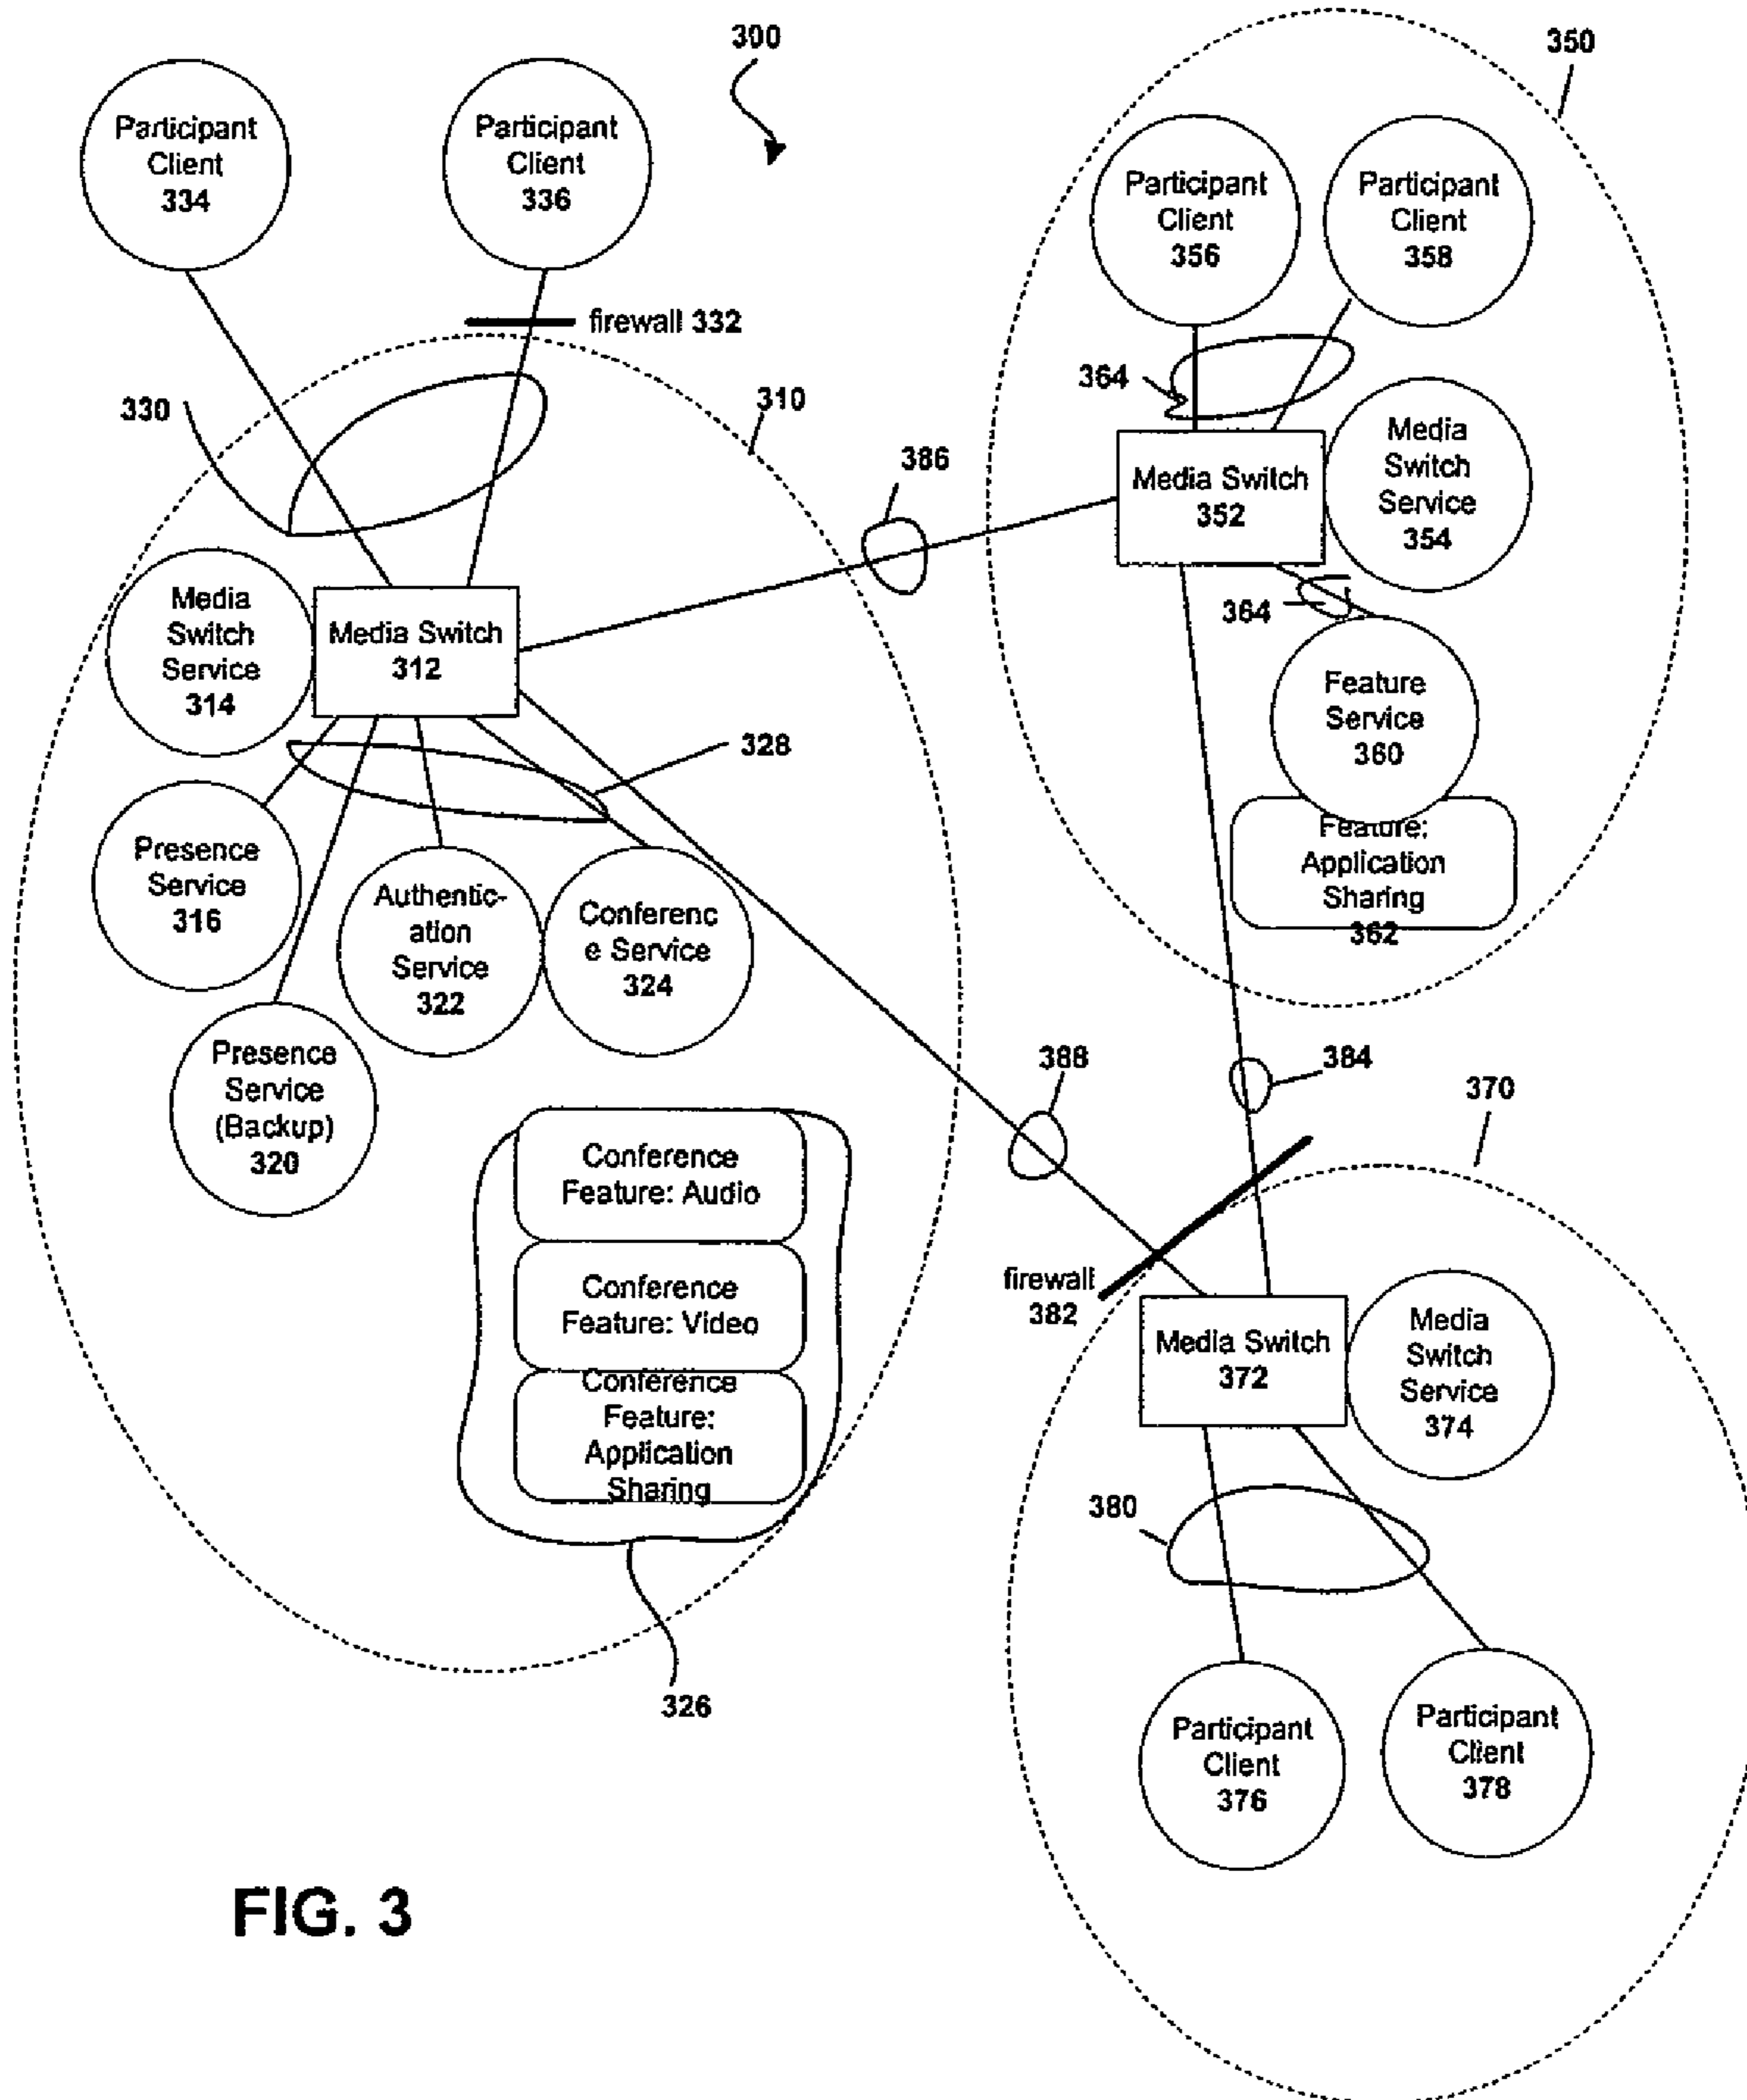 300
350
Participant
Client
334
Participant
Client
336
Participant
Client
356
Participant
Client
358
firewall 332
330
310
364
386
Media Switch
352
Media
Switch
Service
354
364
Media
Switch
Service
314
Media Switch
312
328
Feature
Service
360
Feature:
Application
Sharing
362
Presence
Service
316
Authentic-
ation
Service
322
Conferenc
e Service
324
Presence
Service
(Backup)
320
388
384
370
Conference
Feature: Audio
Conference
Feature: Video
Conference
Feature:
Application
Sharing
326
firewall
382
Media Switch
372
Media
Switch
Service
374
380
Participant
Client
376
Participant
Client
378
FIG. 3